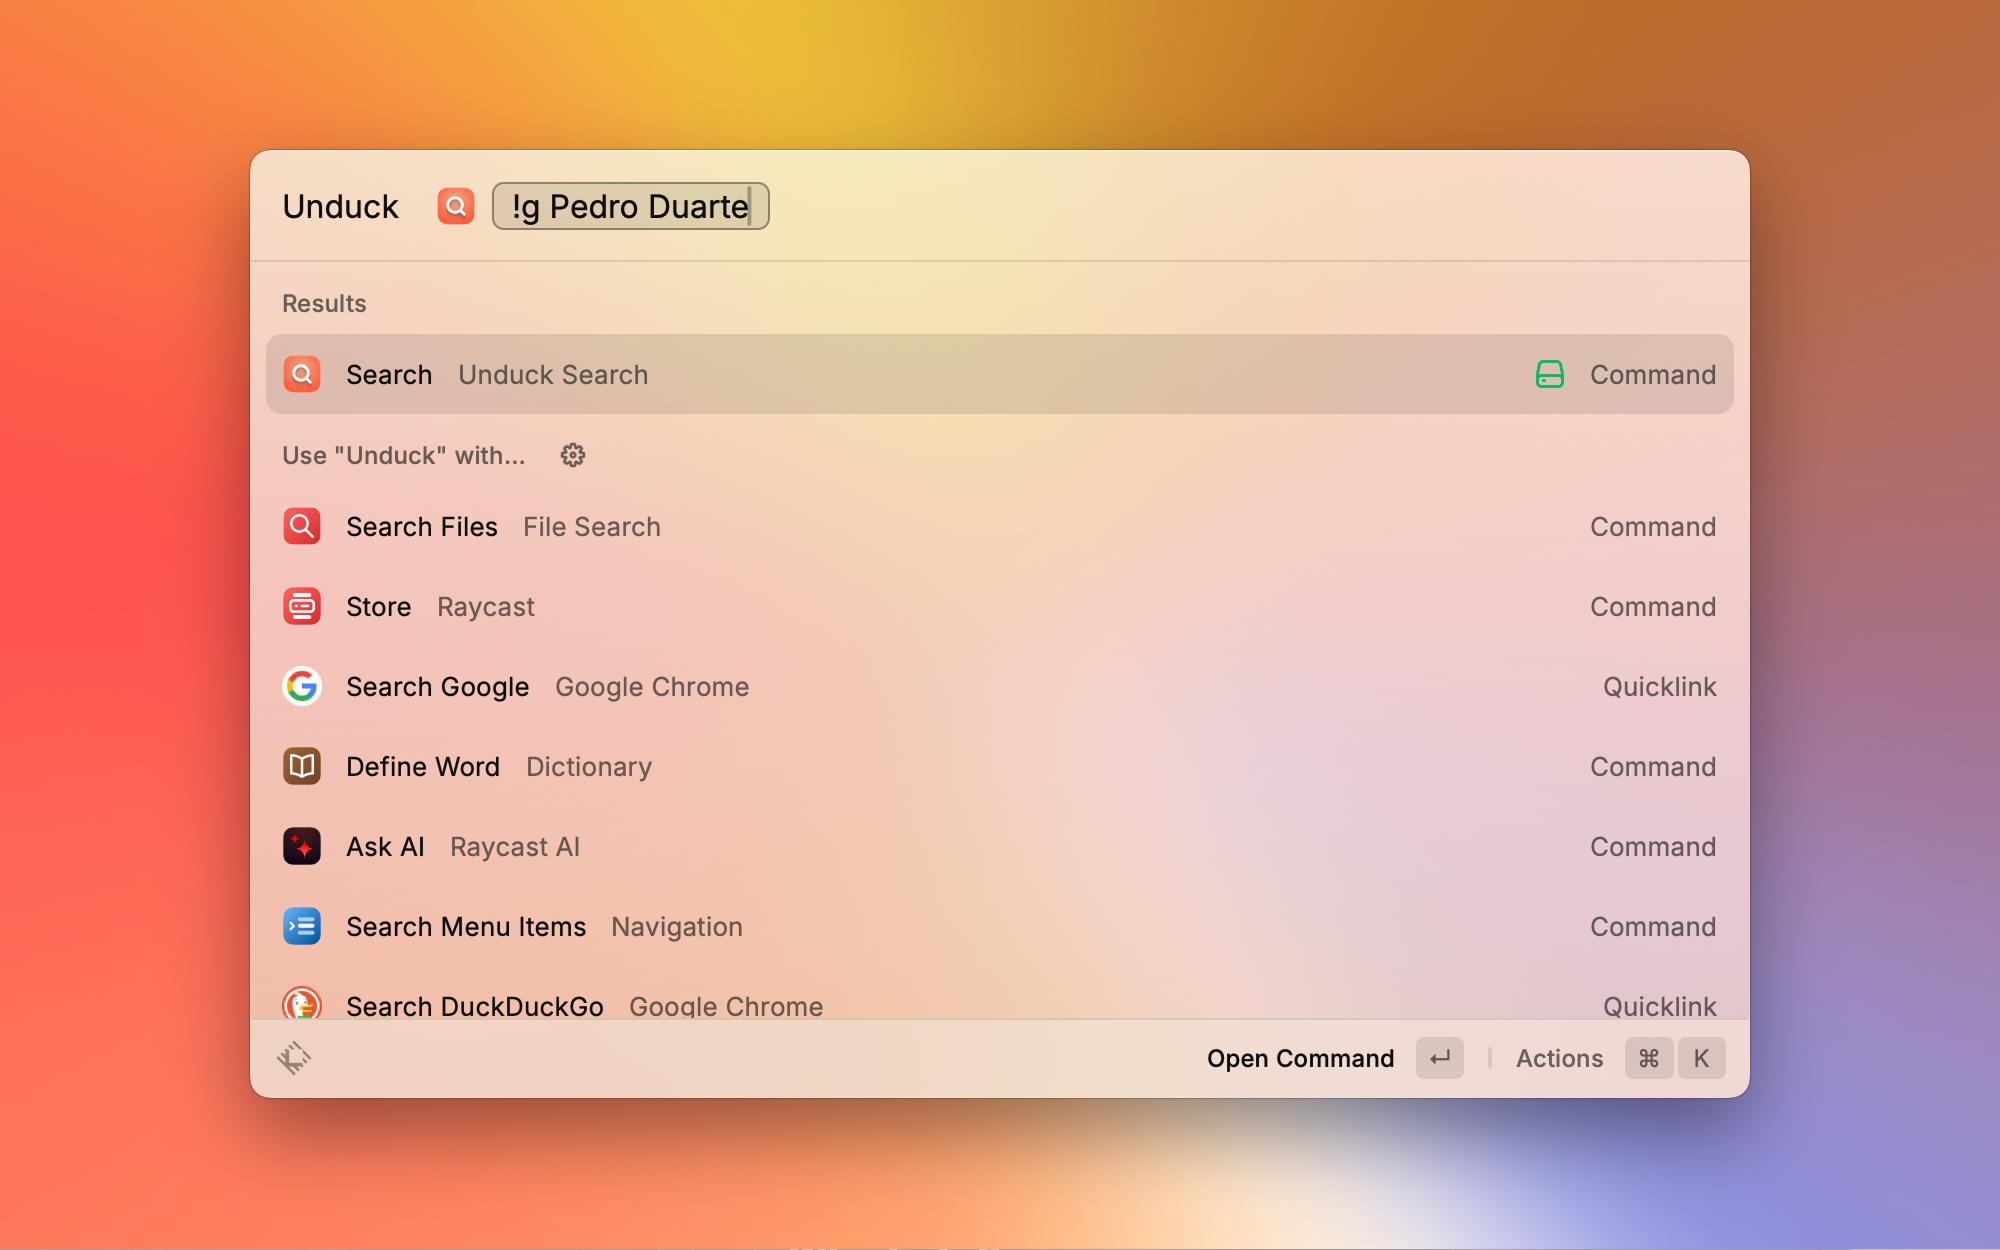 Unduck !g Pedro Duarte
Results
Search Unduck Search Command
Use "Unduck" with...
Search Files File Search Command
Store Raycast Command
Search Google Google Chrome Quicklink
Define Word Dictionary Command
Ask AI Raycast AI Command
Search Menu Items Navigation Command
Search DuckDuckGo Google Chrome Quicklink
Open Command ↵ Actions ⌘ K